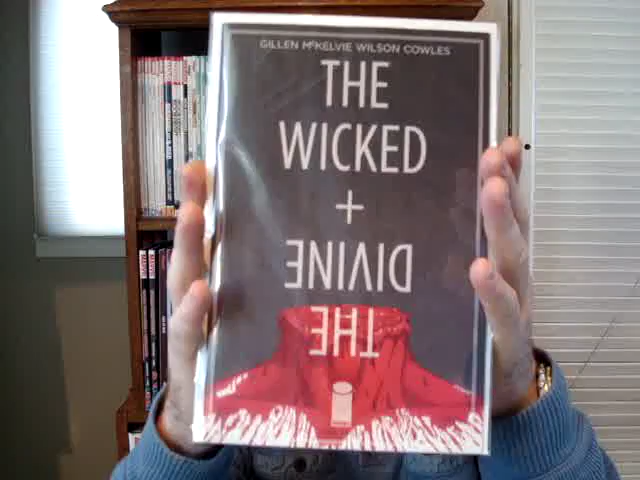 GILLEN McKELVIE WILSON COWLES
THE
WICKED
+
DIVINE
THE